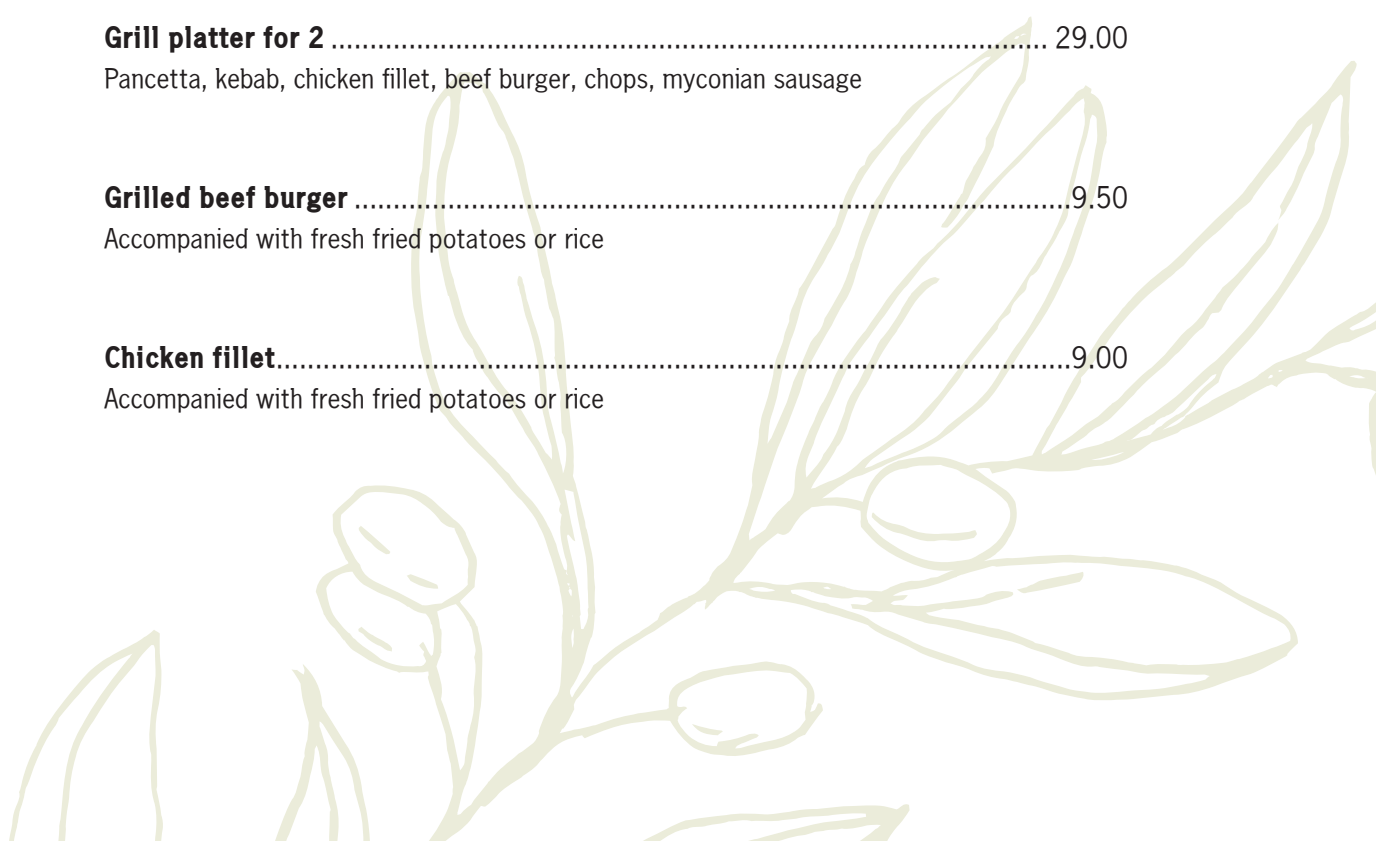 Grill platter for 2 ............................................................................................ 29.00
Pancetta, kebab, chicken fillet, beef burger, chops, myconian sausage
Grilled beef burger ............................................................................................9.50
Accompanied with fresh fried potatoes or rice
Chicken fillet......................................................................................................9.00
Accompanied with fresh fried potatoes or rice